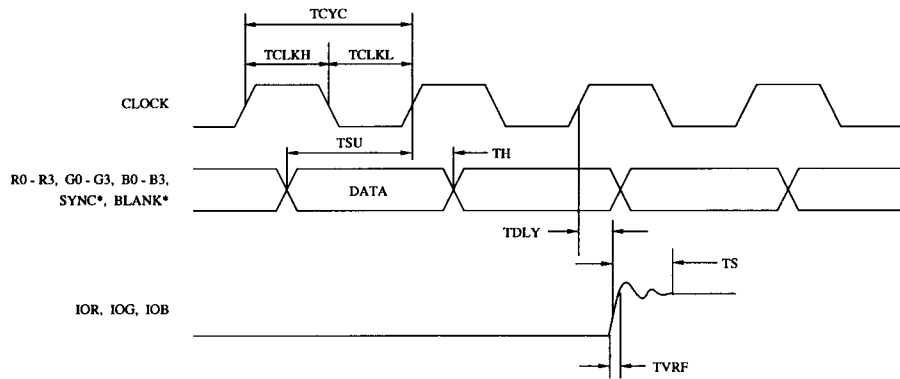 TCYC
TCLKH TCLKL
CLOCK
TSU TH
R0 - R3, G0 - G3, B0 - B3,
SYNC*, BLANK*
DATA
TDLY
TS
IOR, IOG, IOB
TVRF